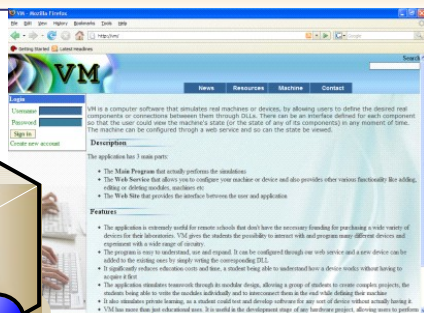 VM - Mozilla Firefox
File Edit View History Bookmarks Tools Help
http://vm/
Getting Started Latest Headlines
Search
VM
News Resources Machine Contact
Login
Username
Password
Sign In
Create new account
VM is a computer software that simulates real machines or devices, by allowing users to define the desired real
components or connections between them through DLLs. There can be an interface defined for each component
so that the user could view the machine's state (or the state of any of its components) in any moment of time.
The machine can be configured through a web service and so can the state be viewed.
Description
The application has 3 main parts:
• The Main Program that actually performs the simulations
• The Web Service that allows you to configure your machine or device and also provides other various functionality like adding,
editing or deleting modules, machines etc
• The Web Site that provides the interface between the user and application
Features
• The application is extremely useful for remote schools that don't have the necessary founding for purchasing a wide variety of
devices for their laboratories. VM gives the students the possibility to interact with and program many different devices and
experiment with a wide range of circuitry.
• The program is easy to understand, use and expand. It can be configured through our web service and a new device can be
added to the existing ones by simply writing the corresponding DLL
• It significantly reduces education costs and time, a student being able to understand how a device works without having to
acquire it first
• The application stimulates teamwork through its modular design, allowing a group of students to create complex projects, the
students being able to write the modules individually and to interconnect them in the end while defining their machine
• It also stimulates private learning, as a student could test and develop software for any sort of device without actually having it
• VM has more than just educational uses. It is useful in the development stage of any hardware project, allowing users to perform